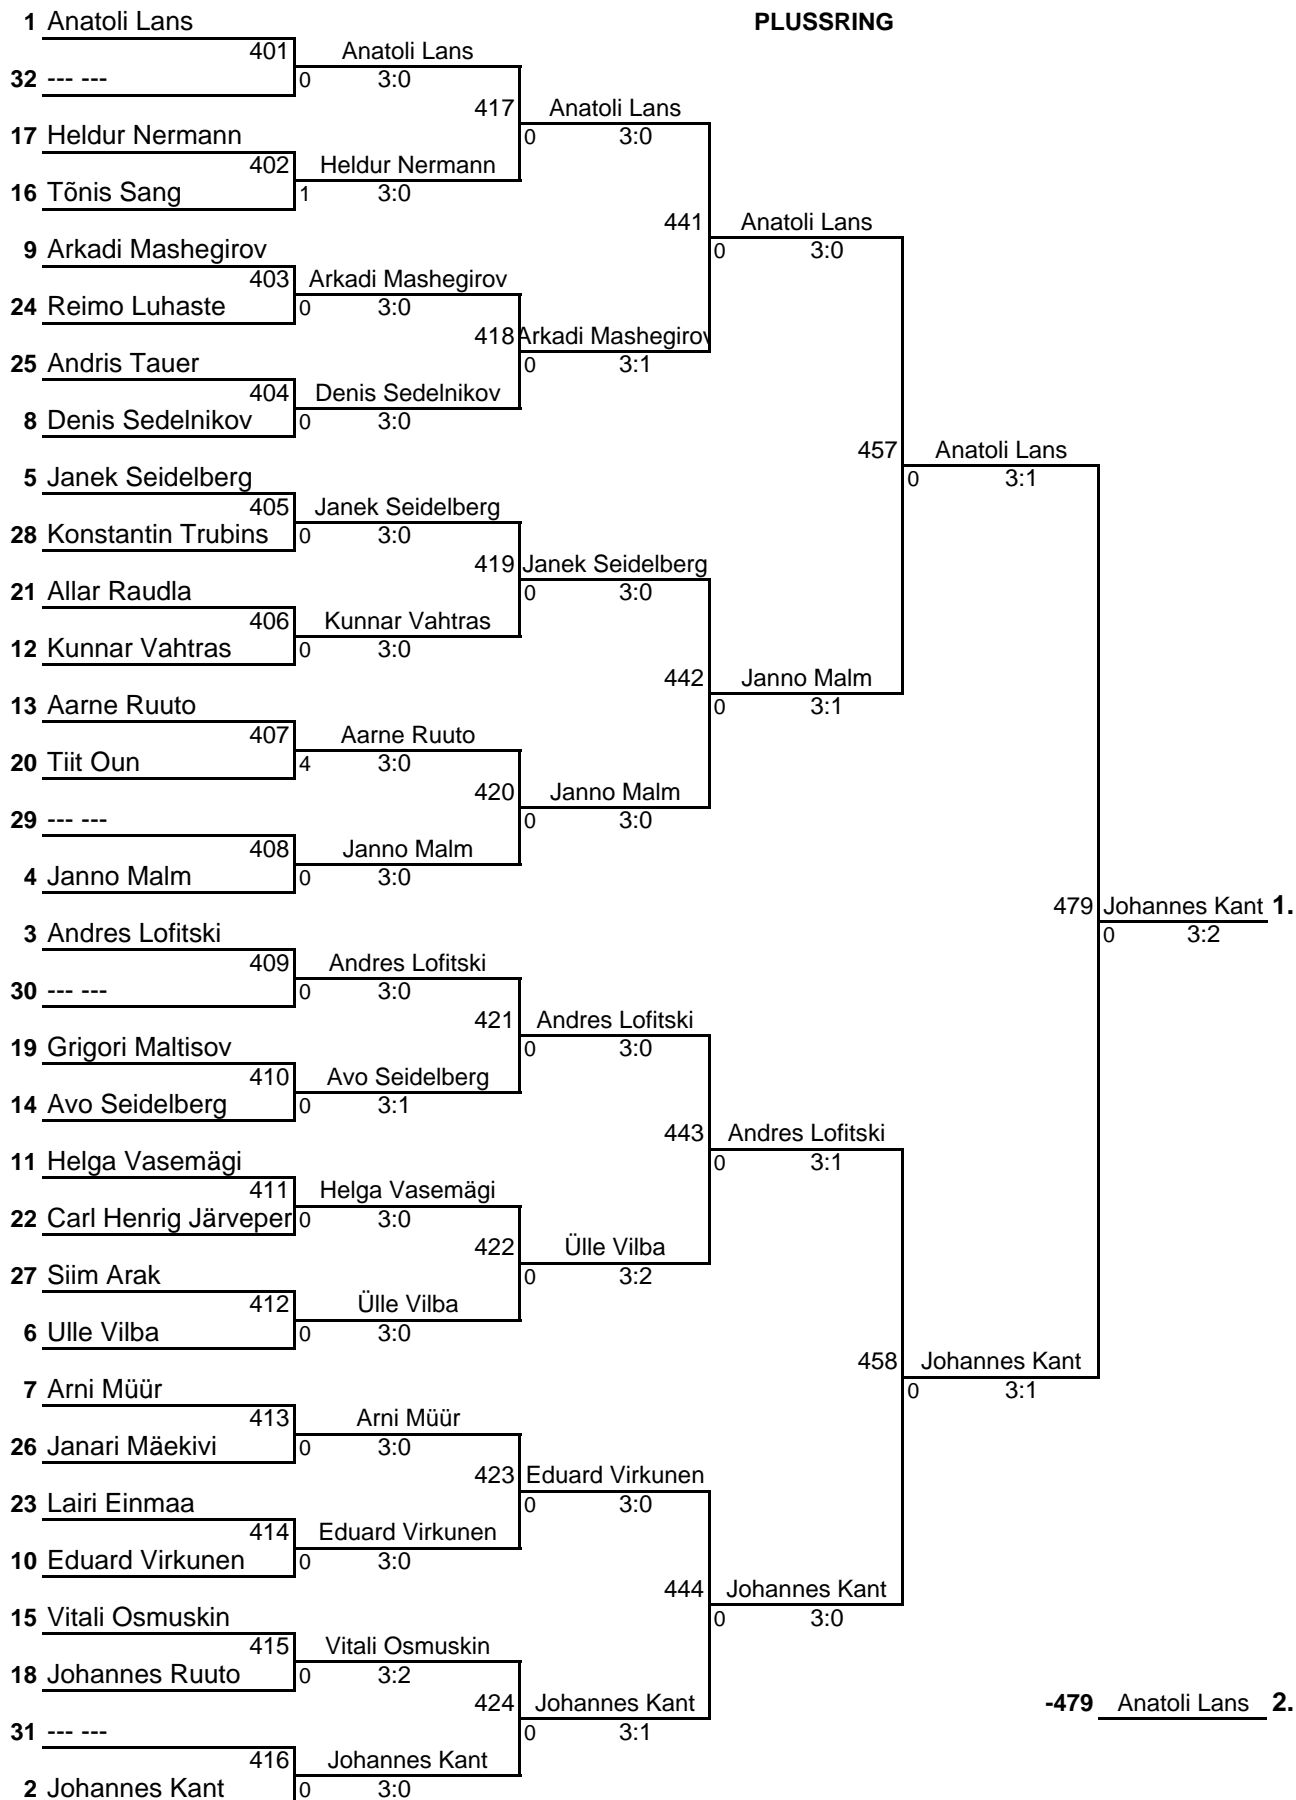 PLUSSRING
1 Anatoli Lans
401 Anatoli Lans
32 --- --- 0 3:0
417 Anatoli Lans
17 Heldur Nermann 0 3:0
402 Heldur Nermann
16 Tõnis Sang 1 3:0
441 Anatoli Lans
9 Arkadi Mashegirov 0 3:0
403 Arkadi Mashegirov
24 Reimo Luhaste 0 3:0
418 Arkadi Mashegirov
25 Andris Tauer 0 3:1
404 Denis Sedelnikov
8 Denis Sedelnikov 0 3:0
457 Anatoli Lans
5 Janek Seidelberg 0 3:1
405 Janek Seidelberg
28 Konstantin Trubins 0 3:0
419 Janek Seidelberg
21 Allar Raudla 0 3:0
406 Kunnar Vahtras
12 Kunnar Vahtras 0 3:0
442 Janno Malm
13 Aarne Ruuto 0 3:1
407 Aarne Ruuto
20 Tiit Oun 4 3:0
420 Janno Malm
29 --- --- 0 3:0
408 Janno Malm
4 Janno Malm 0 3:0
479 Johannes Kant 1.
3 Andres Lofitski 0 3:2
409 Andres Lofitski
30 --- --- 0 3:0
421 Andres Lofitski
19 Grigori Maltisov 0 3:0
410 Avo Seidelberg
14 Avo Seidelberg 0 3:1
443 Andres Lofitski
11 Helga Vasemägi 0 3:1
411 Helga Vasemägi
22 Carl Henrig Järveper 0 3:0
422 Ülle Vilba
27 Siim Arak 0 3:2
412 Ülle Vilba
6 Ulle Vilba 0 3:0
458 Johannes Kant
7 Arni Müür 0 3:1
413 Arni Müür
26 Janari Mäekivi 0 3:0
423 Eduard Virkunen
23 Lairi Einmaa 0 3:0
414 Eduard Virkunen
10 Eduard Virkunen 0 3:0
444 Johannes Kant
15 Vitali Osmuskin 0 3:0
415 Vitali Osmuskin
18 Johannes Ruuto 0 3:2
424 Johannes Kant
-479 Anatoli Lans 2.
31 --- --- 0 3:1
416 Johannes Kant
2 Johannes Kant 0 3:0